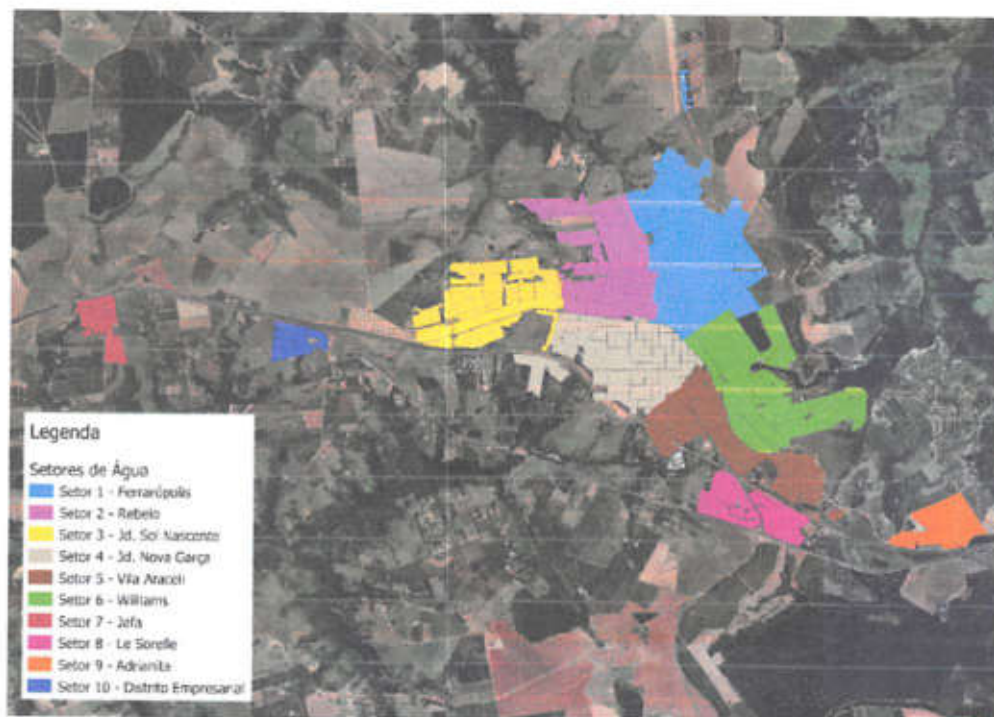 Legenda
Setores de Água
Setor 1 - Ferrarópolis
Setor 2 - Rebelo
Setor 3 - Jd. Sol Nascente
Setor 4 - Jd. Nova Garça
Setor 5 - Vila Araceli
Setor 6 - Williams
Setor 7 - Jafa
Setor 8 - Le Sorelle
Setor 9 - Adrianita
Setor 10 - Distrito Empresarial